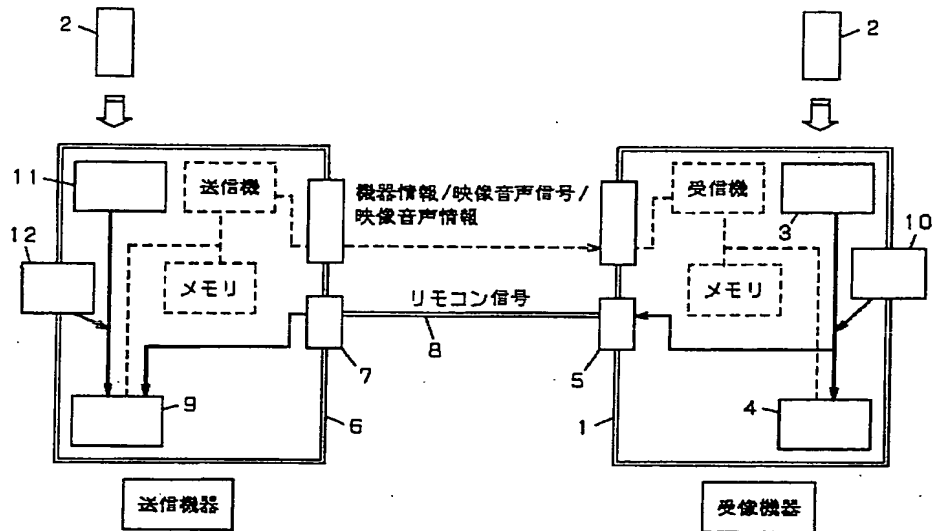 2
2
11
送信機
機器情報/映像音声信号/
映像音声情報
受信機
3
10
12
メモリ
リモコン信号
メモリ
8
7
5
9
6
1
4
送信機器
受像機器